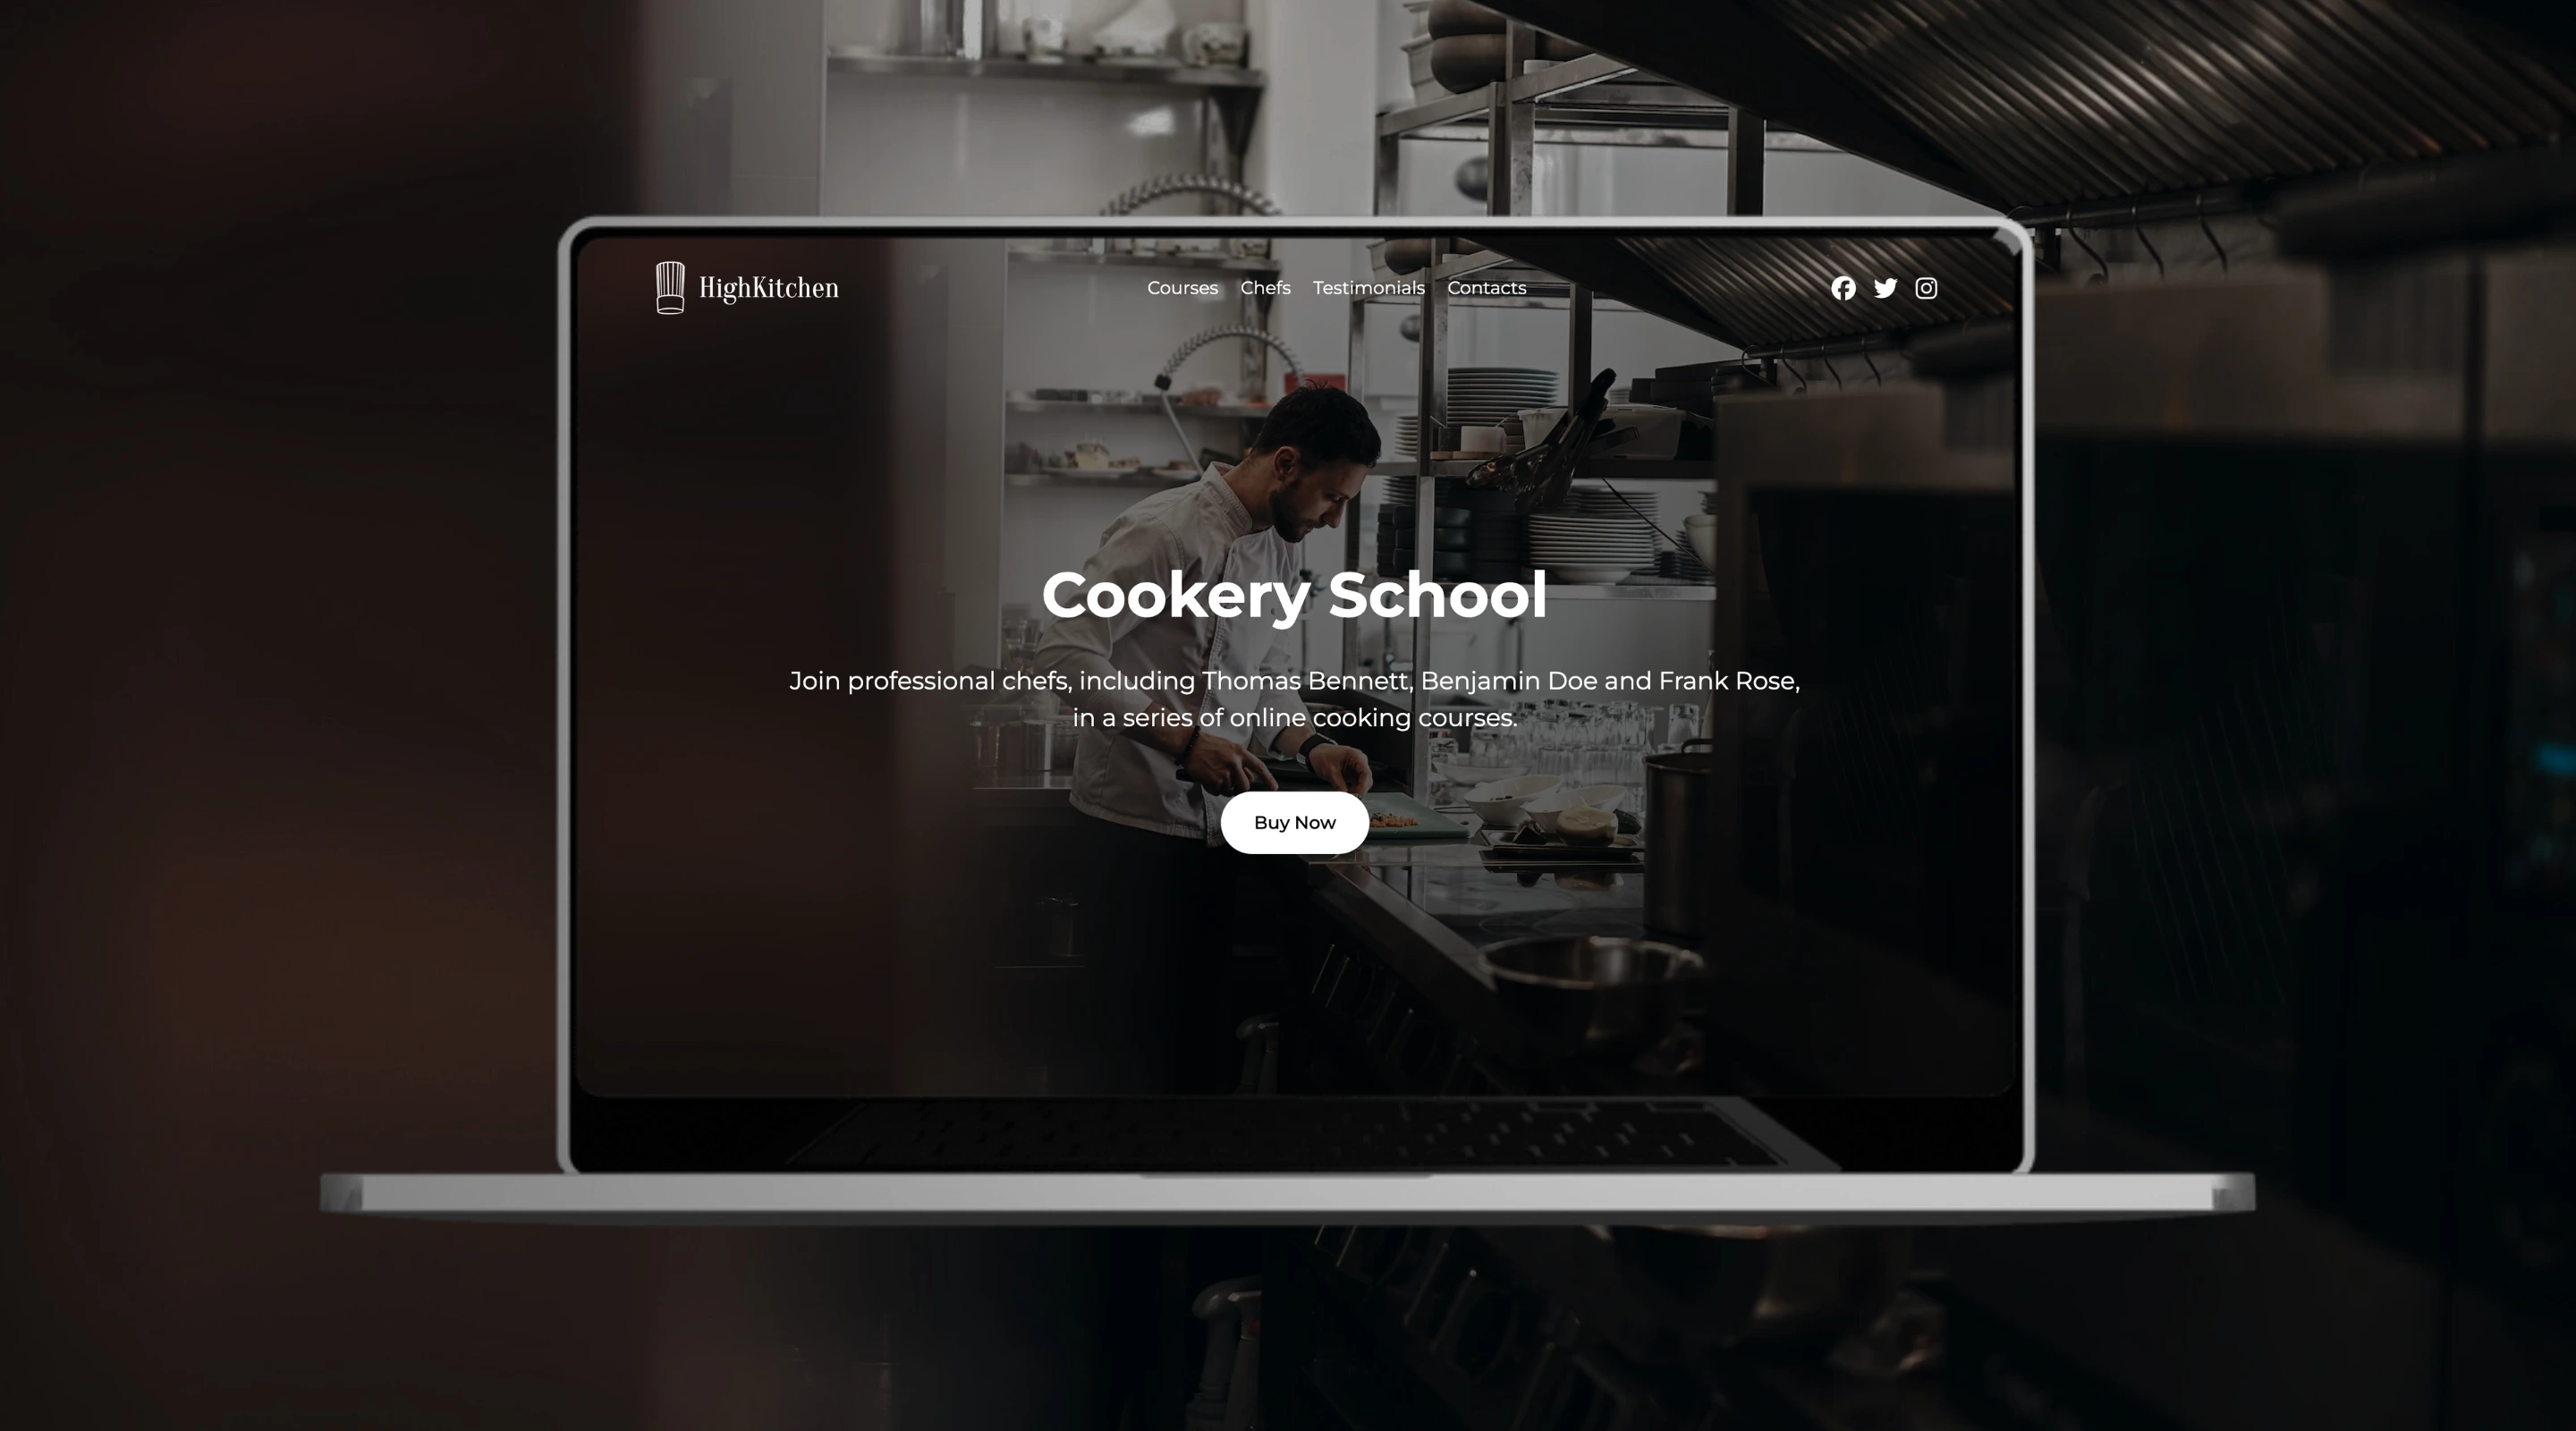 HighKitchen
Courses Chefs Testimonials Contacts
Cookery School
Join professional chefs, including Thomas Bennett, Benjamin Doe and Frank Rose,
in a series of online cooking courses.
Buy Now